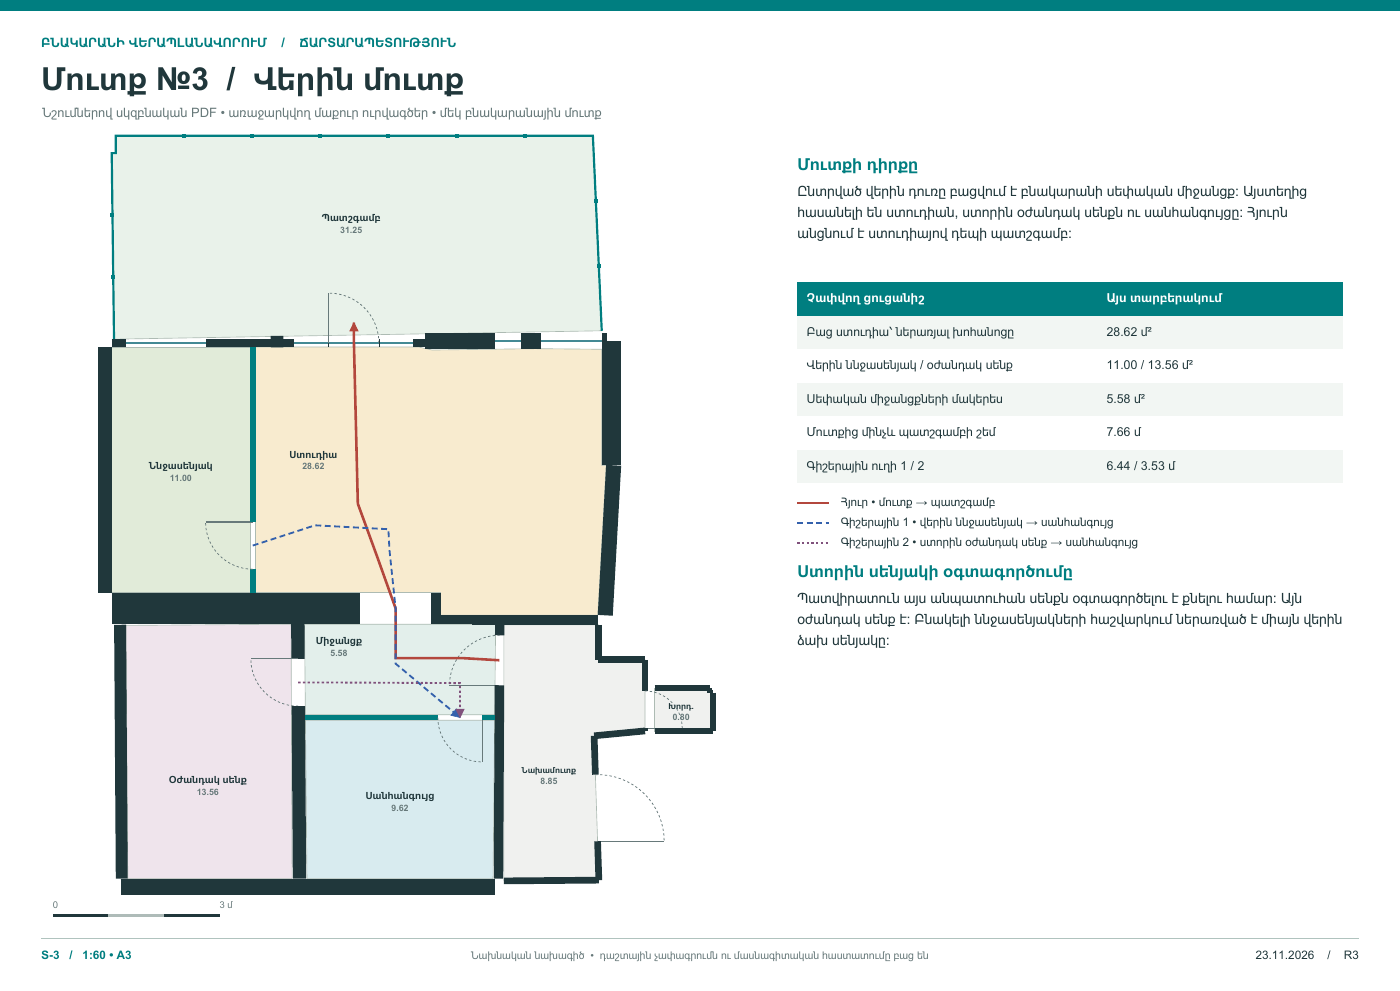 ԲՆԱԿԱՐԱՆԻ ՎԵՐԱՊԼԱՆԱՎՈՐՈՒՄ / ՃԱՐՏԱՐԱՊԵՏՈՒԹՅՈՒՆ
Մուտք №3 / Վերին մուտք
Նշումներով սկզբնական PDF • առաջարկվող մաքուր ուրվագծեր • մեկ բնակարանային մուտք
Պատշգամբ
31.25
Ննջասենյակ
11.00
Ստուդիա
28.62
Միջանցք
5.58
Խորդ.
0.80
Օժանդակ սենք
13.56
Սանհանգույց
9.62
Նախամուտք
8.85
0 3 մ
Մուտքի դիրքը
Ընտրված վերին դուռը բացվում է բնակարանի սեփական միջանցք: Այստեղից
հասանելի են ստուդիան, ստորին օժանդակ սենքն ու սանհանգույցը: Հյուրն
անցնում է ստուդիայով դեպի պատշգամբ:
Չափվող ցուցանիշ Այս տարբերակում
Բաց ստուդիա՝ ներառյալ խոհանոցը 28.62 մ²
Վերին ննջասենյակ / օժանդակ սենք 11.00 / 13.56 մ²
Սեփական միջանցքների մակերես 5.58 մ²
Մուտքից մինչև պատշգամբի շեմ 7.66 մ
Գիշերային ուղի 1 / 2 6.44 / 3.53 մ
Հյուր • մուտք → պատշգամբ
Գիշերային 1 • վերին ննջասենյակ → սանհանգույց
Գիշերային 2 • ստորին օժանդակ սենք → սանհանգույց
Ստորին սենյակի օգտագործումը
Պատվիրատուն այս անպատուհան սենքն օգտագործելու է քնելու համար: Այն
օժանդակ սենք է: Բնակելի ննջասենյակների հաշվարկում ներառված է միայն վերին
ձախ սենյակը:
S-3 / 1:60 • A3
Նախնական նախագիծ • դաշտային չափագրումն ու մասնագիտական հաստատումը բաց են
23.11.2026 / R3